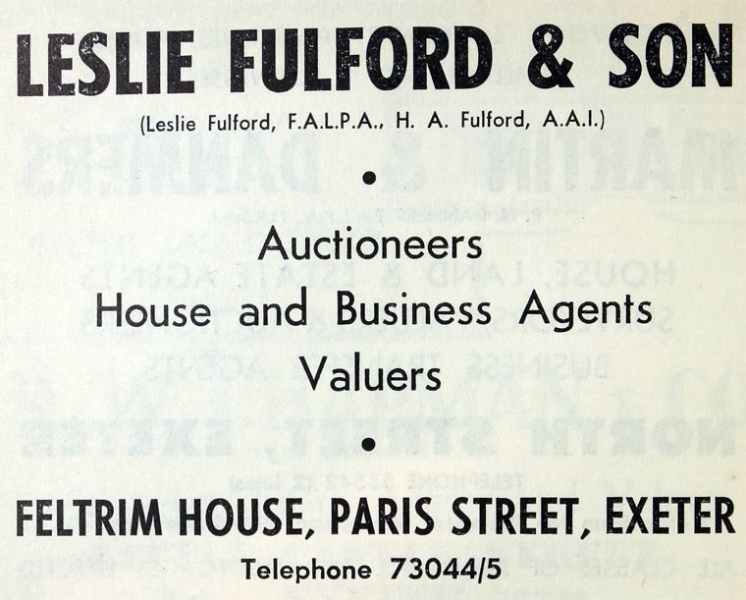 LESLIE FULFORD & SON
(Leslie Fulford, F.A.L.P.A., H. A. Fulford, A.A.I.)
Auctioneers
House and Business Agents
Valuers
FELTRIM HOUSE, PARIS STREET, EXETER
Telephone 73044/5